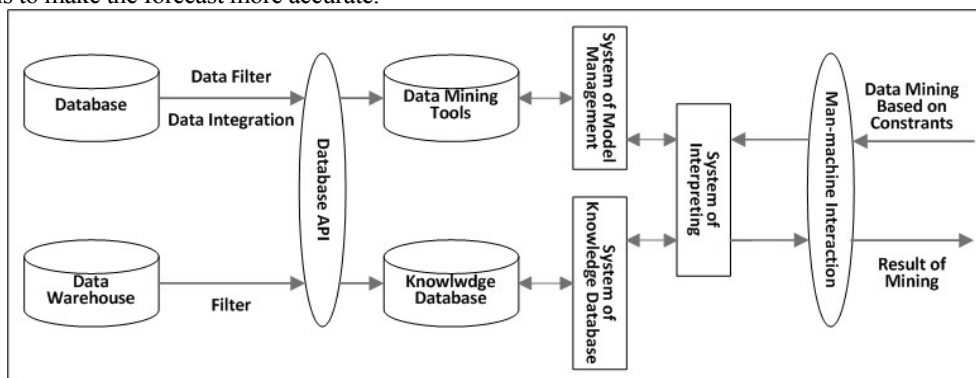 is to make the forecast more accurate.
Database
Data Filter
Data Integration
Database API
Data Mining
Tools
System of Model
Management
System of
Interpreting
Man-machine Interaction
Data Mining
Based on
Constrants
Data
Warehouse
Filter
Knowlwdge
Database
System of
Knowledge Database
Result of
Mining